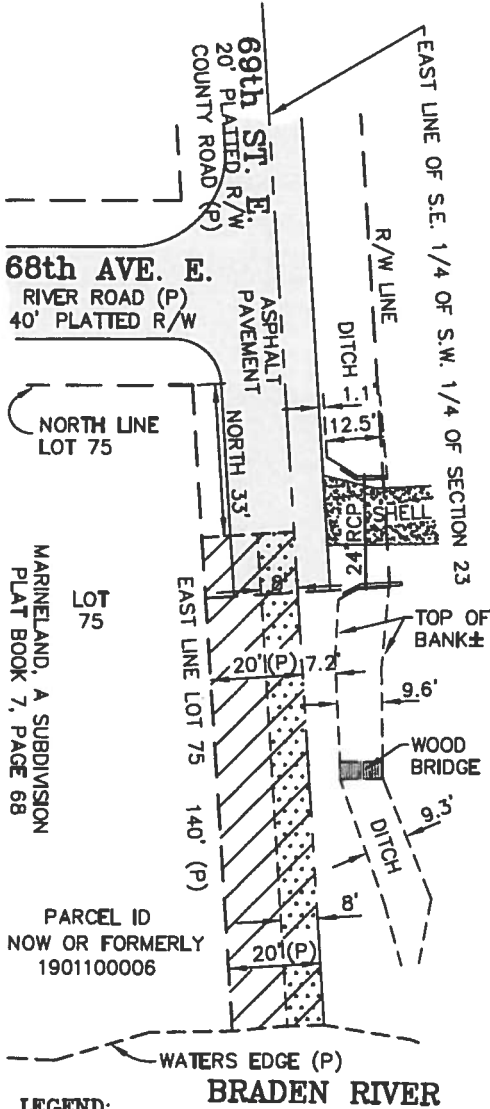 EAST LINE OF S.E. 1/4 OF S.W. 1/4 OF SECTION 23
69th ST. E.
20' PLATTED R/W
COUNTY ROAD (P)
R/W LINE
68th AVE. E.
RIVER ROAD (P)
40' PLATTED R/W
ASPHALT
PAVEMENT
DITCH
1.1'
12.5'
NORTH LINE
LOT 75
NORTH 33'
24" RCP
SHELL
8'
LOT
75
MARINELAND, A SUBDIVISION
PLAT BOOK 7, PAGE 68
EAST LINE LOT 75 140' (P)
TOP OF
BANK±
20'(P)
7.2'
9.6'
WOOD
BRIDGE
9.3'
DITCH
8'
PARCEL ID
NOW OR FORMERLY
1901100006
20'(P)
WATERS EDGE (P)
BRADEN RIVER
LEGEND: